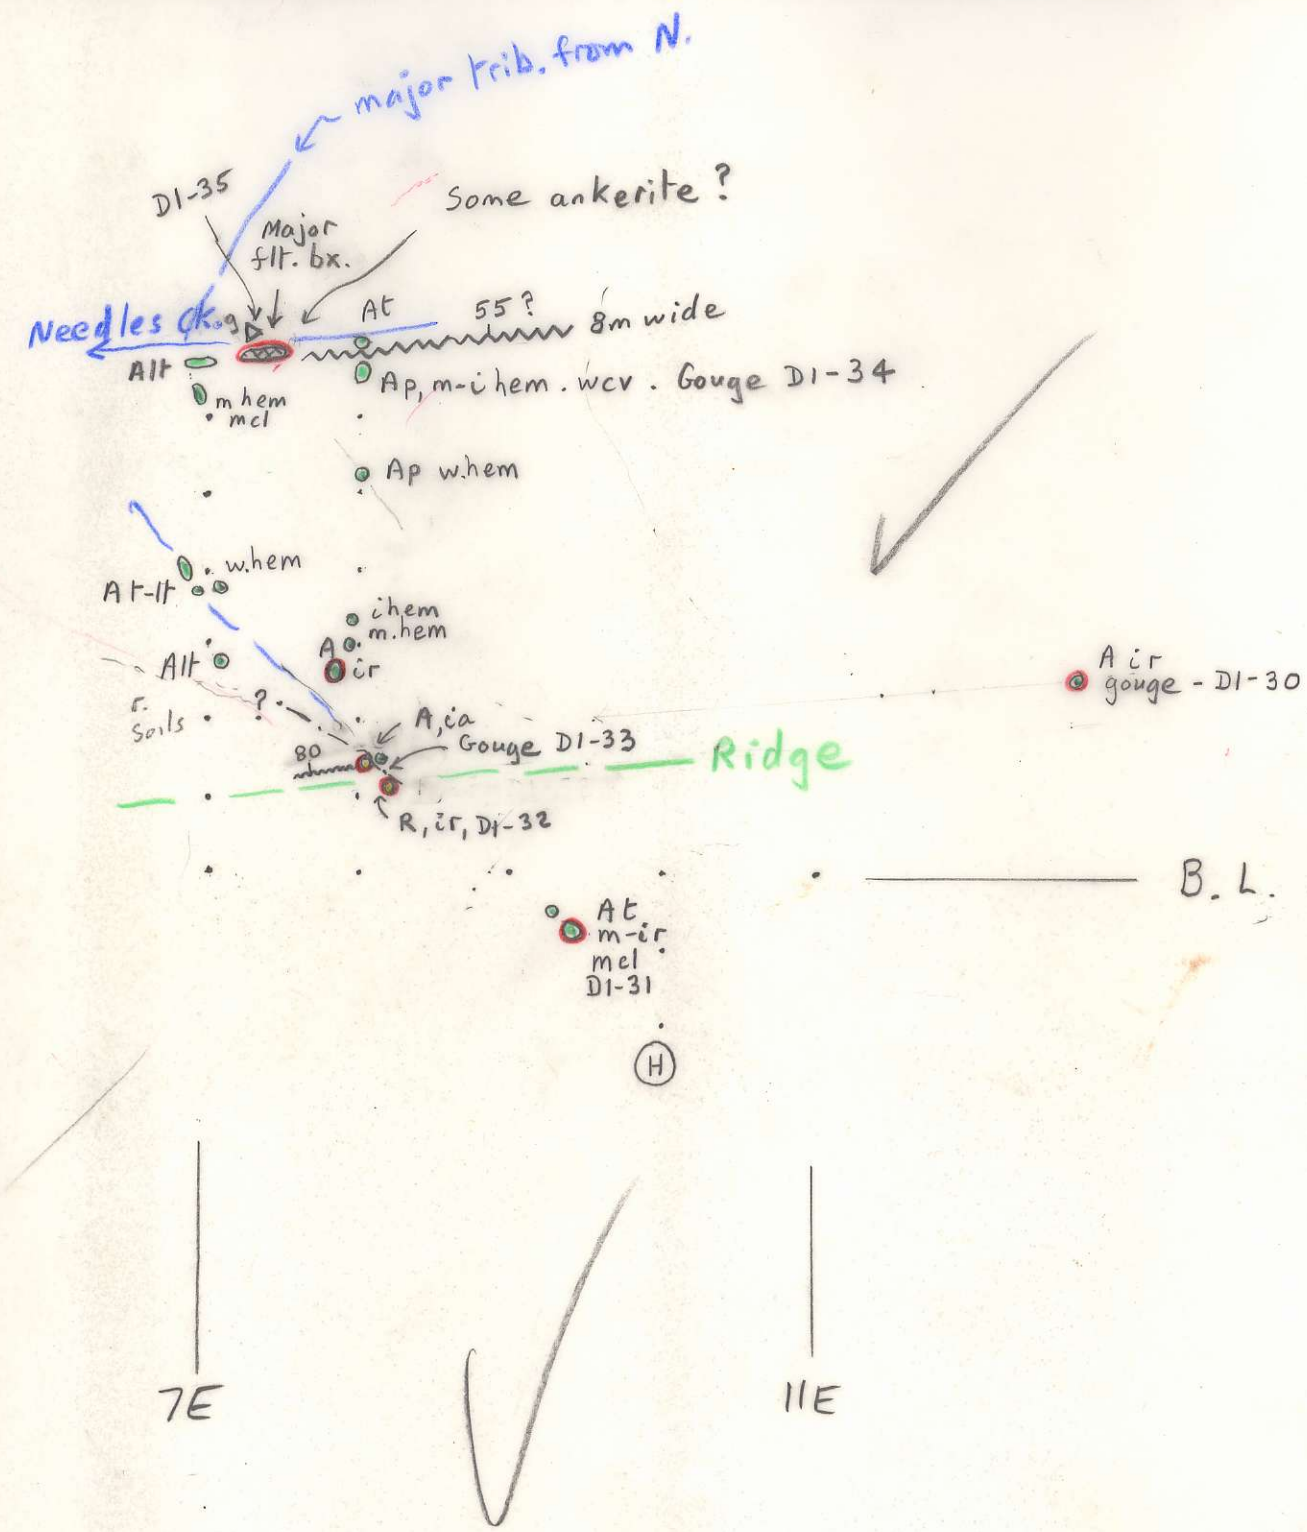 major trib. from N.
D1-35
Some ankerite ?
Major
flt. bx.
At
55 ?
8m wide
Needles Ck.
g
Alt
Ap, m-i hem . wcv . Gouge D1-34
m hem
mcl
Ap w.hem
w.hem
At-lt
i hem
m.hem
A
ir
Alt
A ir
gouge - D1-30
?
r.
Soils
A, ia
Gouge D1-33
80
Ridge
R, ir, D1-32
B. L.
At
m-ir
mcl
D1-31
H
7E
11E